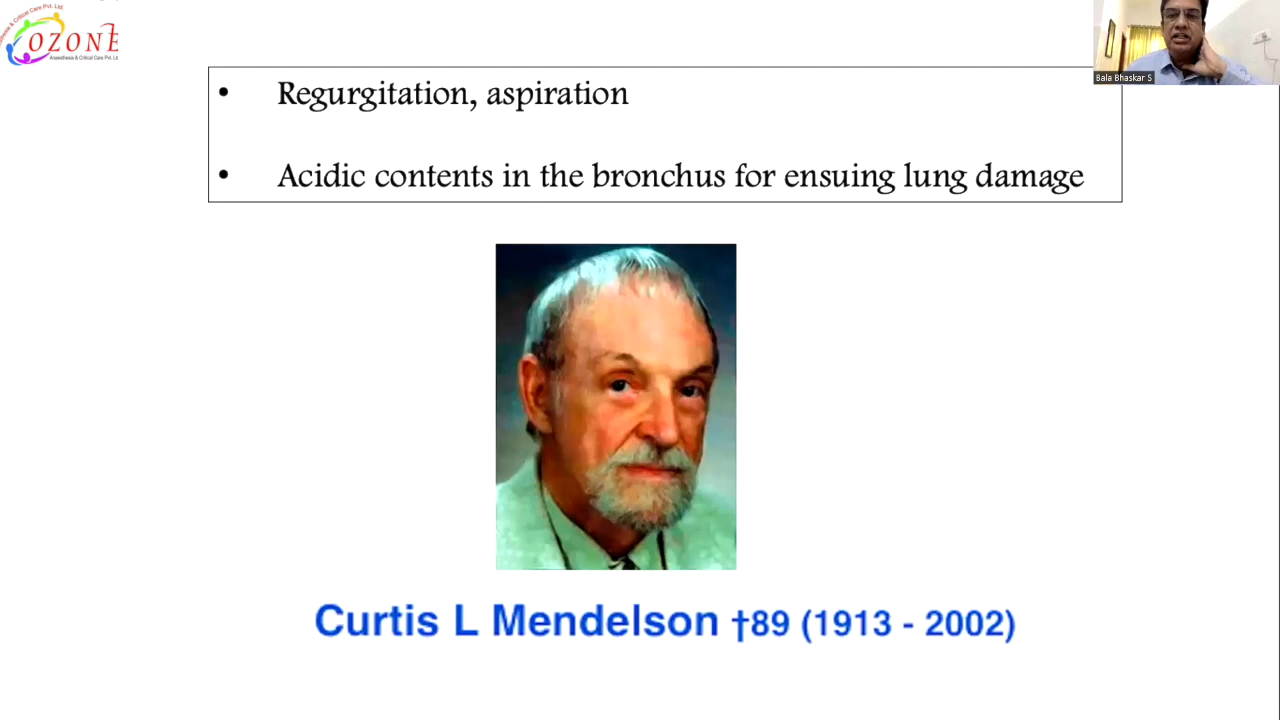 OZONE
Anaesthesia & Critical Care Pvt. Lt
Bala Bhaskar S
• Regurgitation, aspiration
• Acidic contents in the bronchus for ensuing lung damage
Curtis L Mendelson †89 (1913 - 2002)